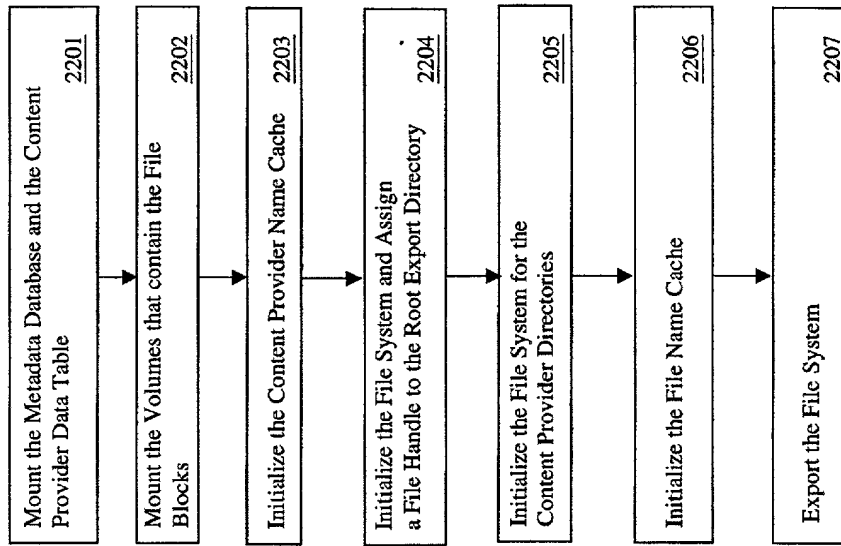 Mount the Metadata Database and the Content
Provider Data Table
2201
Mount the Volumes that contain the File
Blocks
2202
Initialize the Content Provider Name Cache
2203
Initialize the File System and Assign
a File Handle to the Root Export Directory
2204
Initialize the File System for the
Content Provider Directories
2205
Initialize the File Name Cache
2206
Export the File System
2207